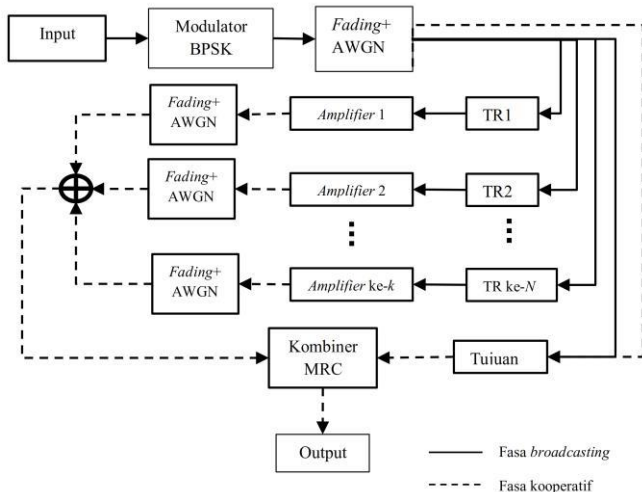 Input
Modulator
BPSK
Fading+
AWGN
Fading+
AWGN
Amplifier 1
TR1
Fading+
AWGN
Amplifier 2
TR2
Fading+
AWGN
Amplifier ke-k
TR ke-N
Kombiner
MRC
Tuiuan
Output
Fasa broadcasting
Fasa kooperatif